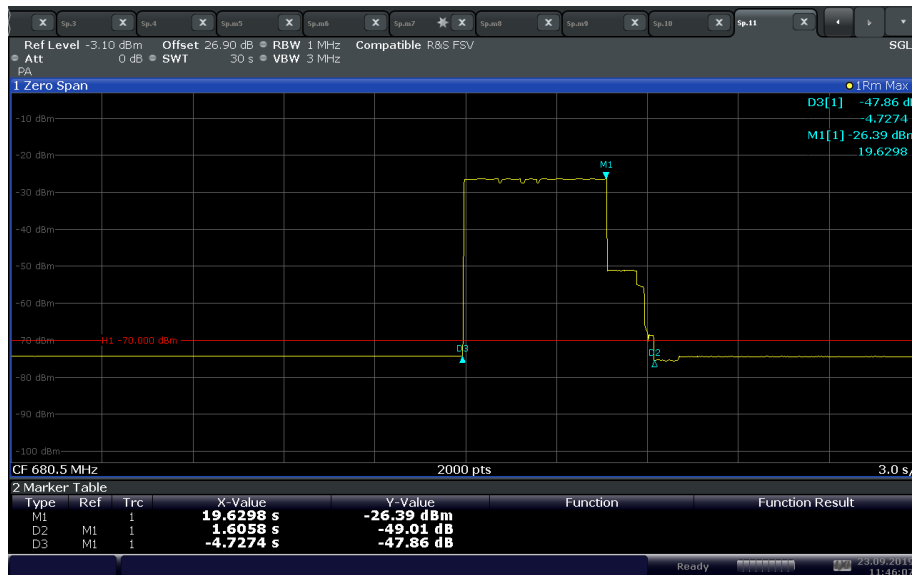 X Sp.3 X Sp.4 X Sp.m5 X Sp.m6 X Sp.m7 X Sp.m8 X Sp.m9 X Sp.10 X Sp.11 X
Ref Level -3.10 dBm Offset 26.90 dB RBW 1 MHz Compatible R&S FSV SGL
Att 0 dB SWT 30 s VBW 3 MHz
PA
1 Zero Span 1Rm Max
D3[1] -47.86 d
-4.7274
M1[1] -26.39 dBm
19.6298
-10 dBm
-20 dBm
M1
-30 dBm
-40 dBm
-50 dBm
-60 dBm
-70 dBm
H1 -70.000 dBm
D3
D2
-80 dBm
-90 dBm
-100 dBm
CF 680.5 MHz 2000 pts 3.0 s/
2 Marker Table
Type Ref Trc X-Value Y-Value Function Function Result
M1 1 19.6298 s -26.39 dBm
D2 M1 1 1.6058 s -49.01 dB
D3 M1 1 -4.7274 s -47.86 dB
Ready 23.09.2019
11:46:07